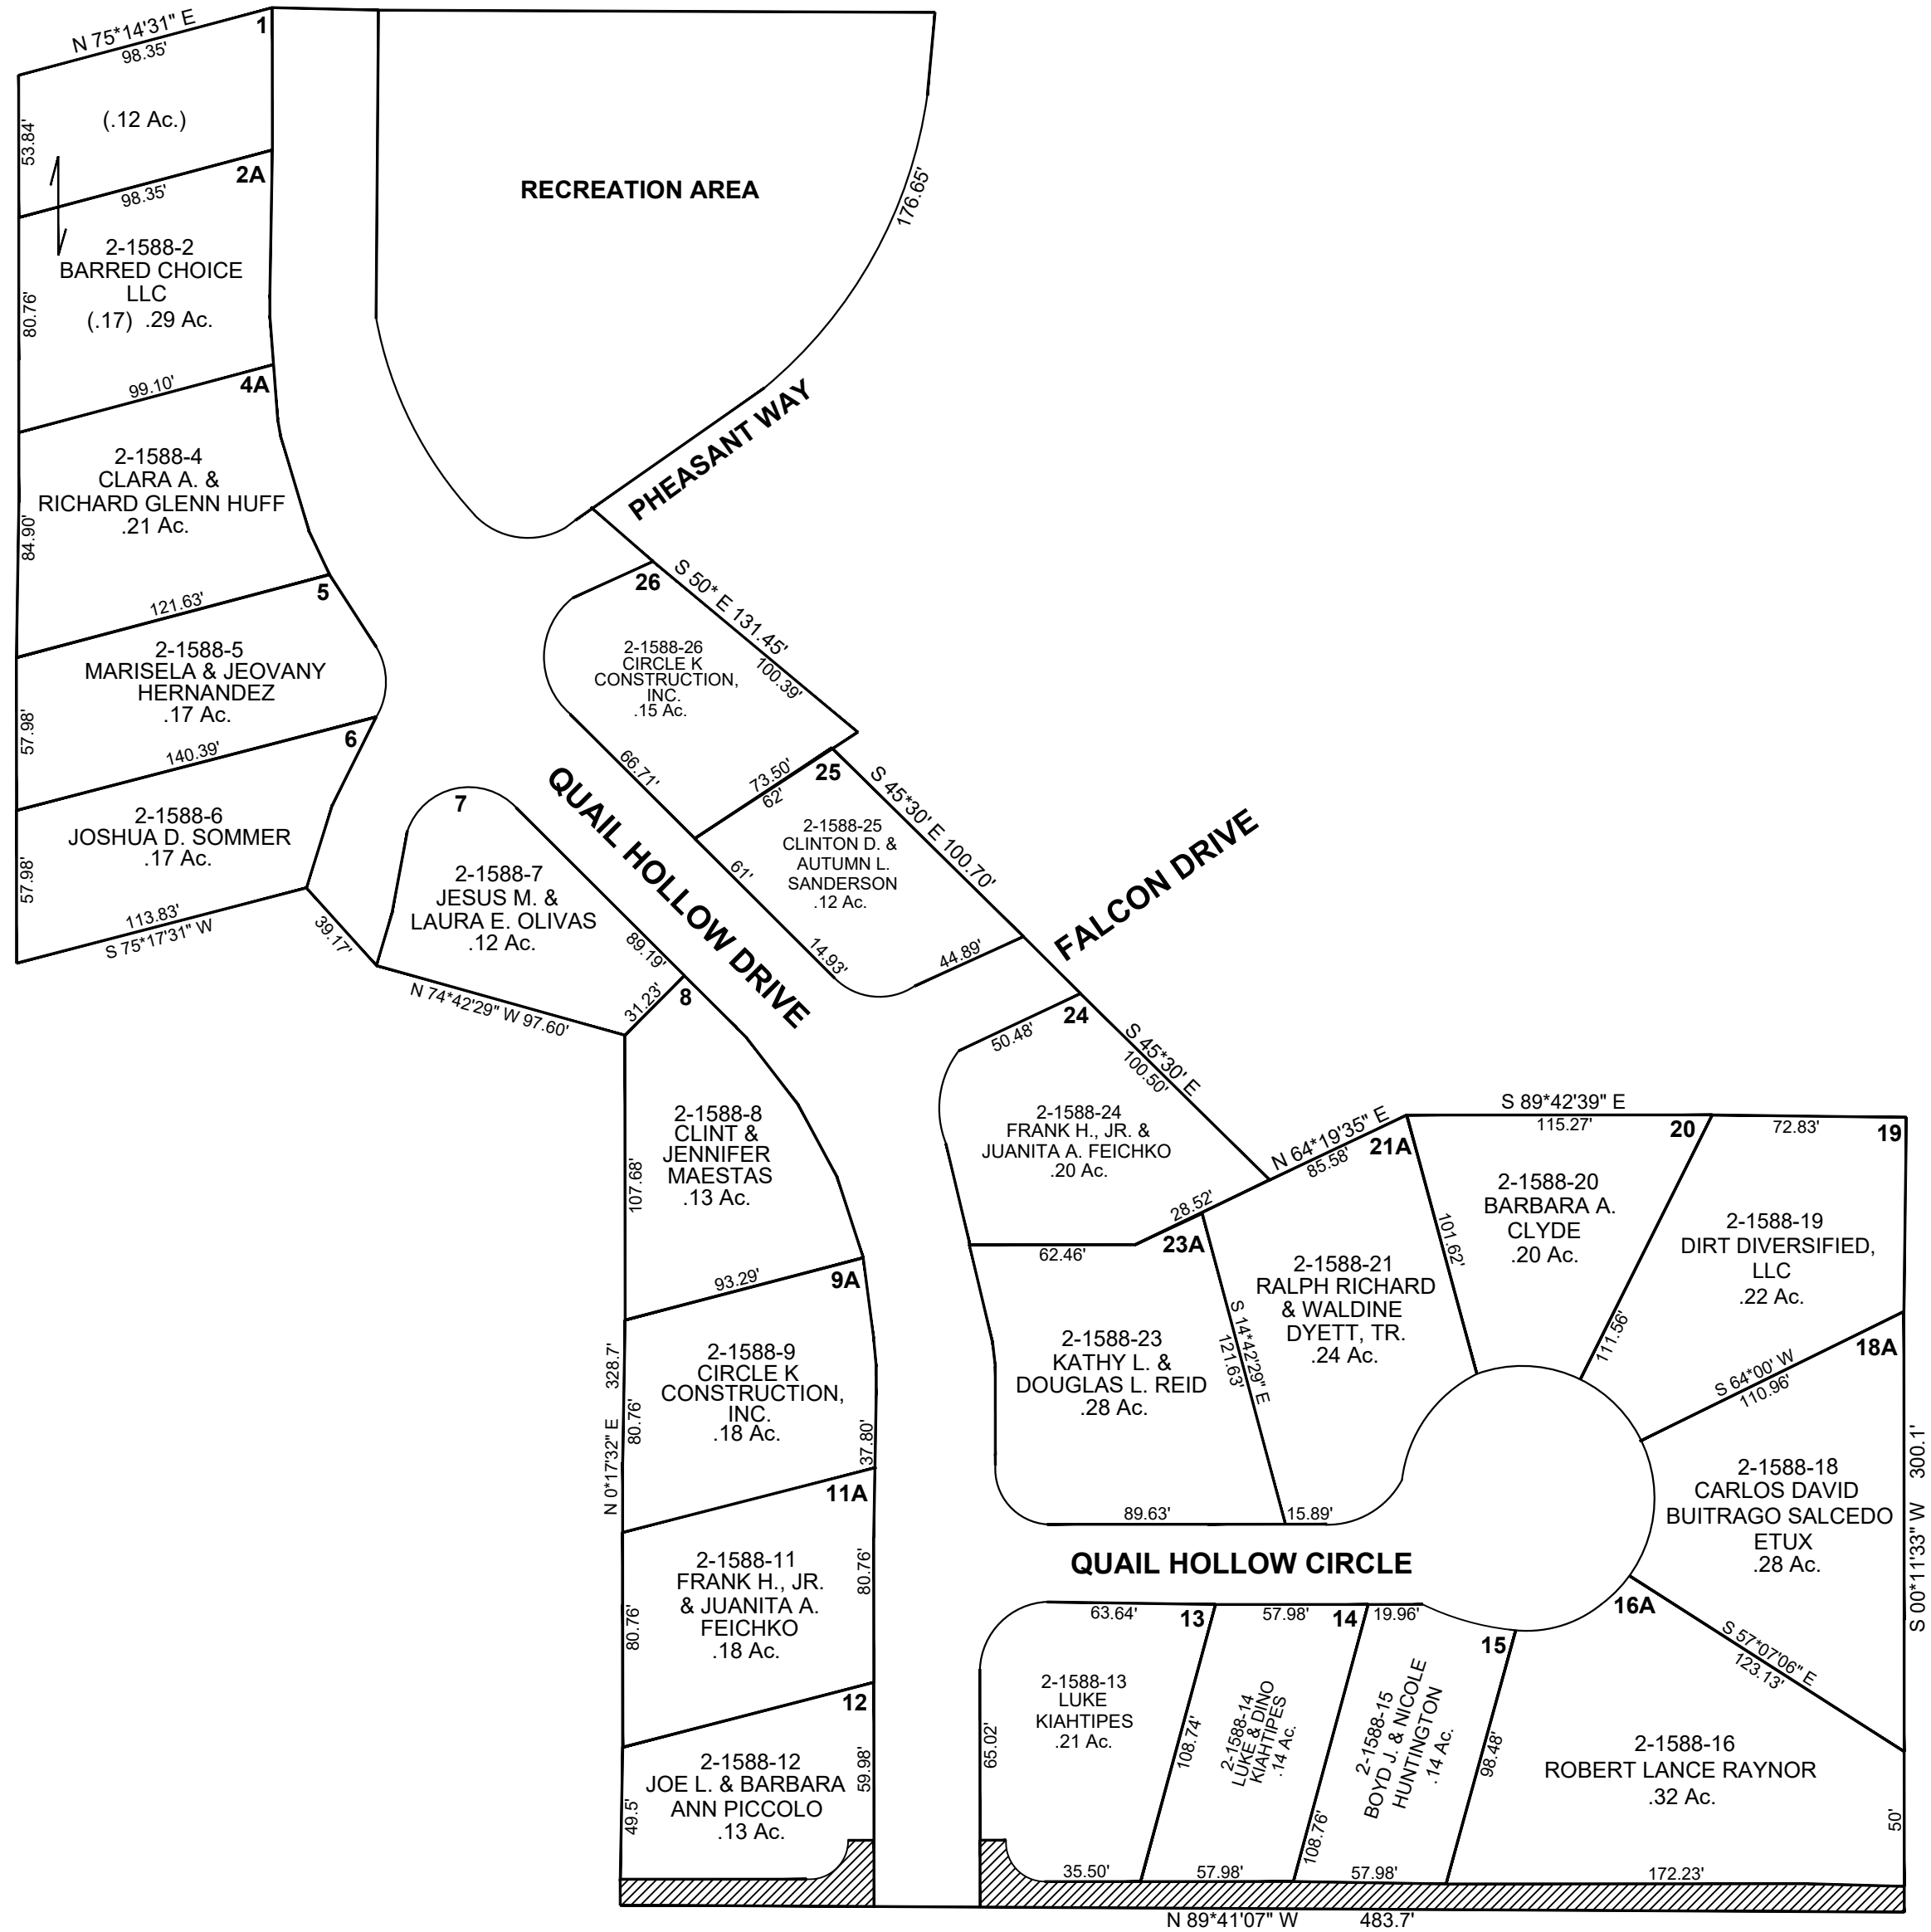 N 75*14'31" E
98.35'
1
(.12 Ac.)
53.84'
98.35'
2A
2-1588-2
BARRED CHOICE
LLC
(.17) .29 Ac.
80.76'
99.10'
4A
2-1588-4
CLARA A. &
RICHARD GLENN HUFF
.21 Ac.
84.90'
121.63'
5
2-1588-5
MARISELA & JEOVANY
HERNANDEZ
.17 Ac.
57.98'
140.39'
6
2-1588-6
JOSHUA D. SOMMER
.17 Ac.
57.98'
113.83'
S 75*17'31" W
39.17'
RECREATION AREA
176.65'
PHEASANT WAY
26
S 50* E 131.45'
100.39'
2-1588-26
CIRCLE K
CONSTRUCTION,
INC.
.15 Ac.
66.71'
73.50'
62'
25
S 45*30' E 100.70'
2-1588-25
CLINTON D. &
AUTUMN L.
SANDERSON
.12 Ac.
61'
14.93'
44.89'
QUAIL HOLLOW DRIVE
FALCON DRIVE
7
2-1588-7
JESUS M. &
LAURA E. OLIVAS
.12 Ac.
89.19'
N 74*42'29" W 97.60'
31.23'
8
2-1588-8
CLINT &
JENNIFER
MAESTAS
.13 Ac.
107.68'
93.29'
9A
2-1588-9
CIRCLE K
CONSTRUCTION,
INC.
.18 Ac.
N 0*17'32" E 328.7'
80.76'
37.80'
11A
2-1588-11
FRANK H., JR.
& JUANITA A.
FEICHKO
.18 Ac.
80.76'
80.76'
12
2-1588-12
JOE L. & BARBARA
ANN PICCOLO
.13 Ac.
49.5'
59.98'
24
50.48'
S 45*30' E
100.50'
2-1588-24
FRANK H., JR. &
JUANITA A. FEICHKO
.20 Ac.
62.46'
28.52'
N 64*19'35" E
85.58'
23A
2-1588-23
KATHY L. &
DOUGLAS L. REID
.28 Ac.
S 14*42'29" E
121.63'
89.63'
15.89'
21A
2-1588-21
RALPH RICHARD
& WALDINE
DYETT, TR.
.24 Ac.
101.62'
S 89*42'39" E
115.27'
20
2-1588-20
BARBARA A.
CLYDE
.20 Ac.
111.56'
72.83'
19
2-1588-19
DIRT DIVERSIFIED,
LLC
.22 Ac.
S 64*00' W
110.96'
18A
2-1588-18
CARLOS DAVID
BUITRAGO SALCEDO
ETUX
.28 Ac.
S 00*11'33" W 300.1'
QUAIL HOLLOW CIRCLE
16A
S 57*07'06" E
123.13'
63.64'
13
57.98'
14
19.96'
15
2-1588-13
LUKE
KIAHTIPES
.21 Ac.
65.02'
108.74'
2-1588-14
LUKE & DINO
KIAHTIPES
.14 Ac.
108.76'
2-1588-15
BOYD J. & NICOLE
HUNTINGTON
.14 Ac.
98.48'
2-1588-16
ROBERT LANCE RAYNOR
.32 Ac.
50'
35.50'
57.98'
57.98'
172.23'
N 89*41'07" W 483.7'